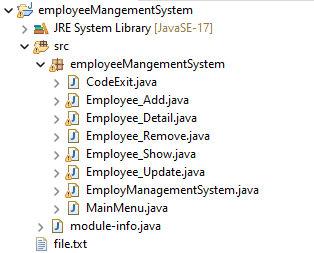 employeeMangementSystem
JRE System Library [JavaSE-17]
src
employeeMangementSystem
CodeExit.java
Employee_Add.java
Employee_Detail.java
Employee_Remove.java
Employee_Show.java
Employee_Update.java
EmployManagementSystem.java
MainMenu.java
module-info.java
file.txt